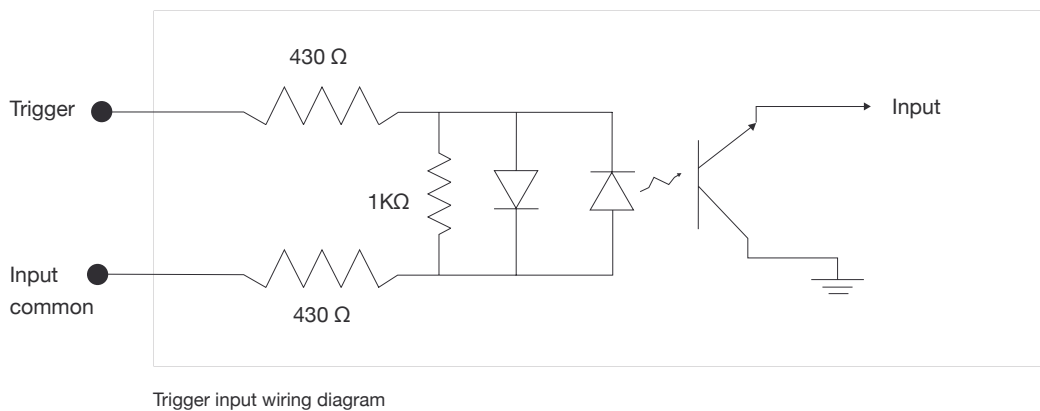 430 Ω
Trigger
Input
1KΩ
Input
common
430 Ω
Trigger input wiring diagram